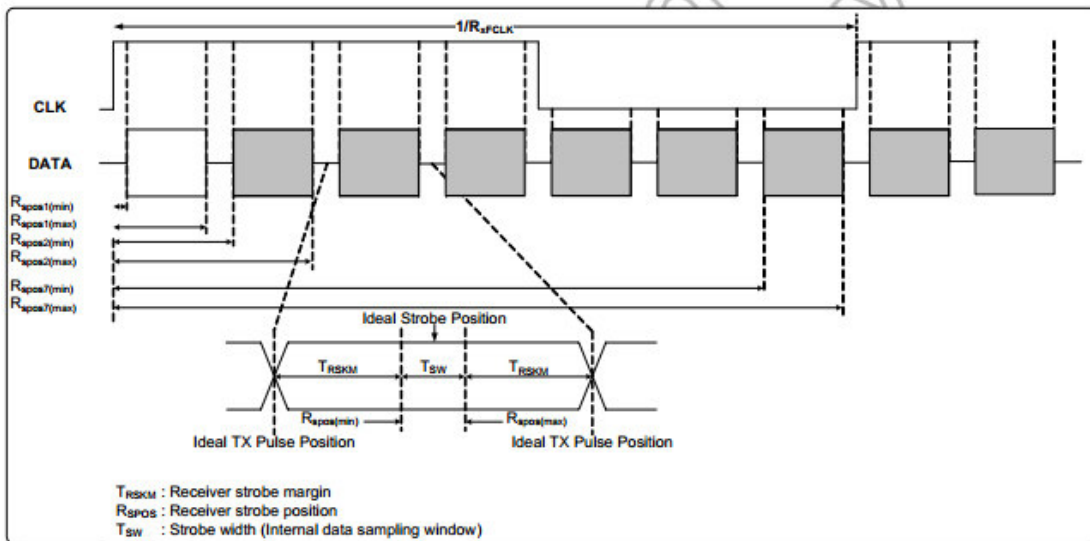 1/RxFCLK
CLK
DATA
Rspos1(min)
Rspos1(max)
Rspos2(min)
Rspos2(max)
Rspos7(min)
Rspos7(max)
Ideal Strobe Position
TRSKM TSW TRSKM
Rspos(min) Rspos(max)
Ideal TX Pulse Position Ideal TX Pulse Position
TRSKM : Receiver strobe margin
RSPOS : Receiver strobe position
TSW : Strobe width (Internal data sampling window)